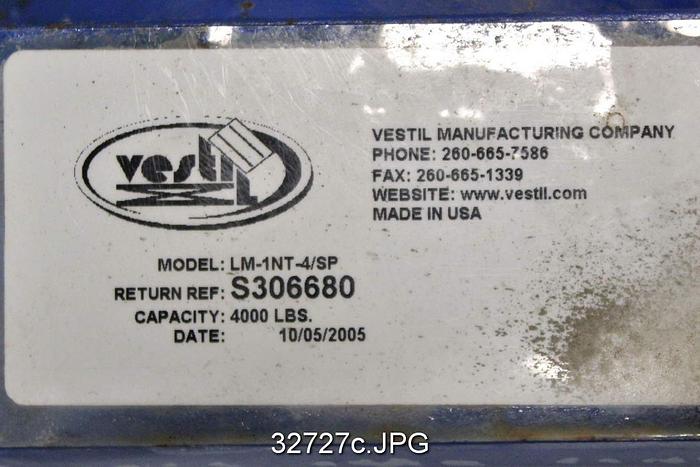 vestil
VESTIL MANUFACTURING COMPANY
PHONE: 260-665-7586
FAX: 260-665-1339
WEBSITE: www.vestil.com
MADE IN USA
MODEL: LM-1NT-4/SP
RETURN REF: S306680
CAPACITY: 4000 LBS.
DATE: 10/05/2005
32727c.JPG